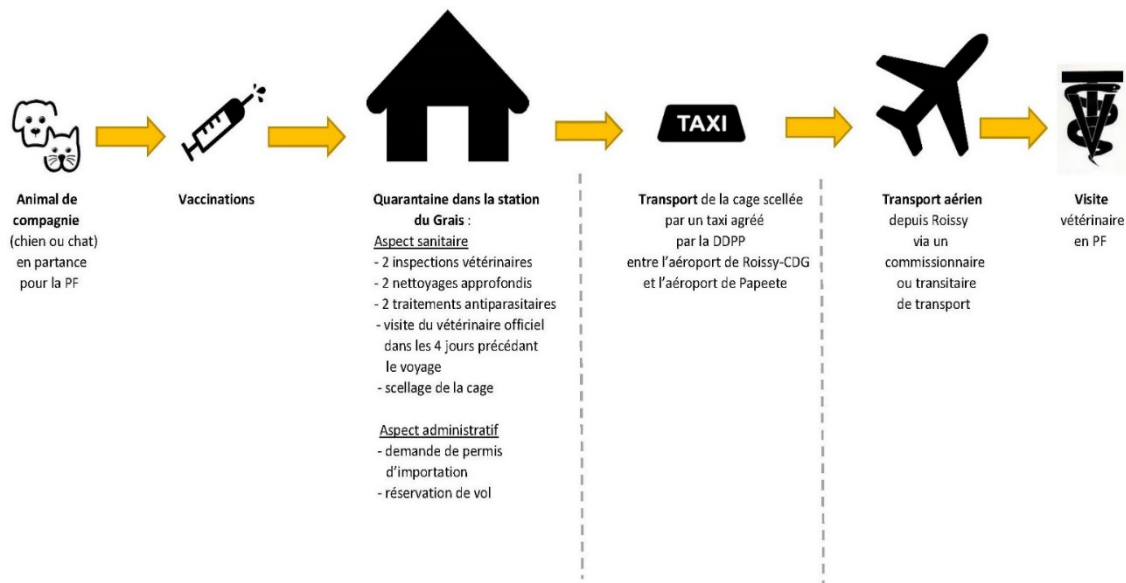 Animal de
compagnie
(chien ou chat)
en partance
pour la PF
Vaccinations
Quarantaine dans la station
du Grais :
Aspect sanitaire
- 2 inspections vétérinaires
- 2 nettoyages approfondis
- 2 traitements antiparasitaires
- visite du vétérinaire officiel
dans les 4 jours précédant
le voyage
- scellage de la cage
Aspect administratif
- demande de permis
d'importation
- réservation de vol
TAXI
Transport de la cage scellée
par un taxi agréé
par la DDPP
entre l'aéroport de Roissy-CDG
et l'aéroport de Papeete
Transport aérien
depuis Roissy
via un
commissionnaire
ou transitaire
de transport
Visite
vétérinaire
en PF